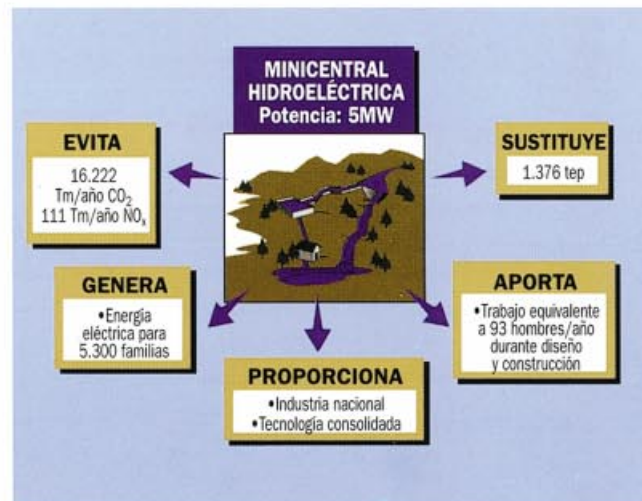 MINICENTRAL
HIDROELÉCTRICA
Potencia: 5MW
EVITA
16.222
Tm/año CO₂
111 Tm/año NOₓ
SUSTITUYE
1.376 tep
GENERA
•Energía
eléctrica para
5.300 familias
APORTA
•Trabajo equivalente
a 93 hombres/año
durante diseño
y construcción
PROPORCIONA
•Industria nacional
•Tecnología consolidada